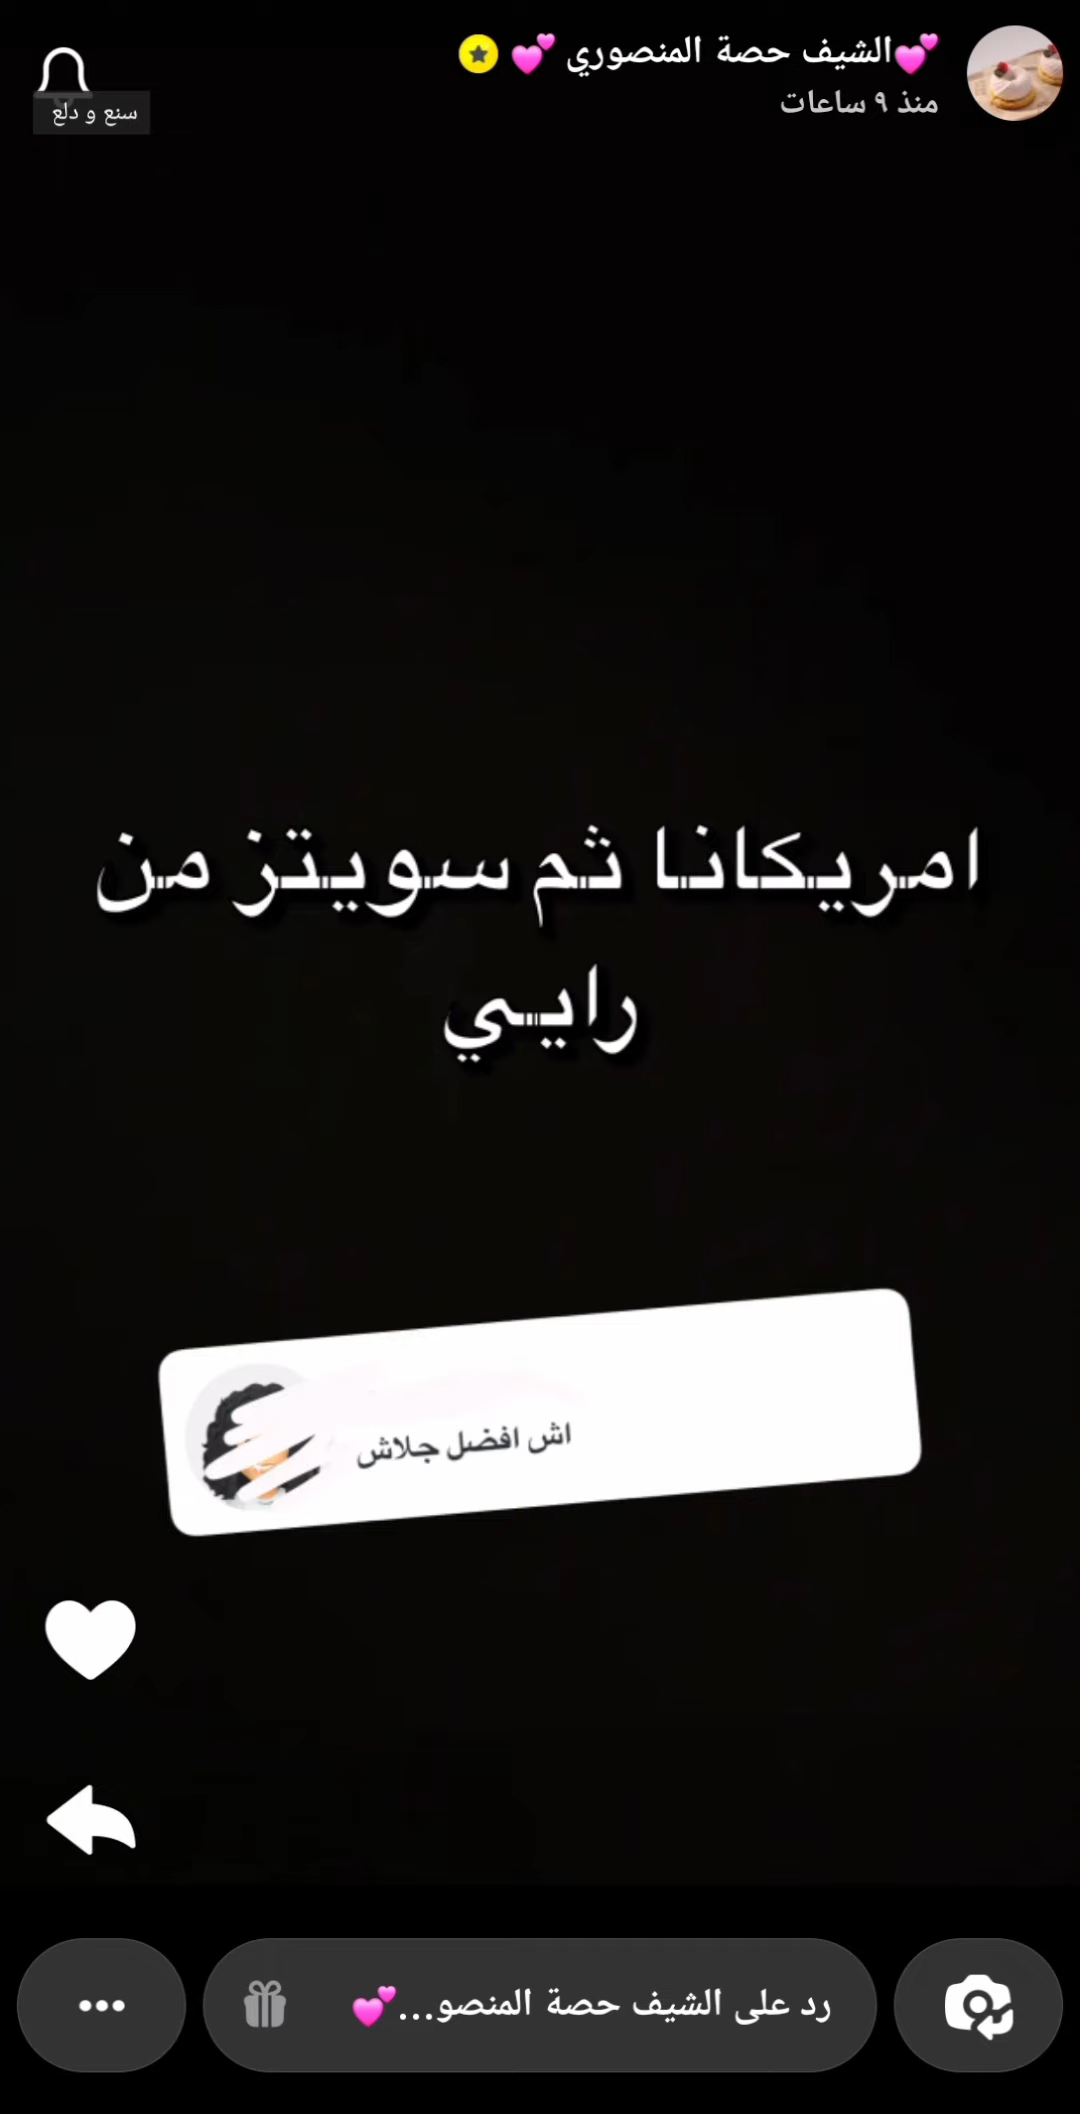 💕الشيف حصة المنصوري 💕
منذ ٩ ساعات
سنع و دلع
امريكانا ثم سويتز من
رايي
اش افضل جلاش
رد على الشيف حصة المنصو...💕